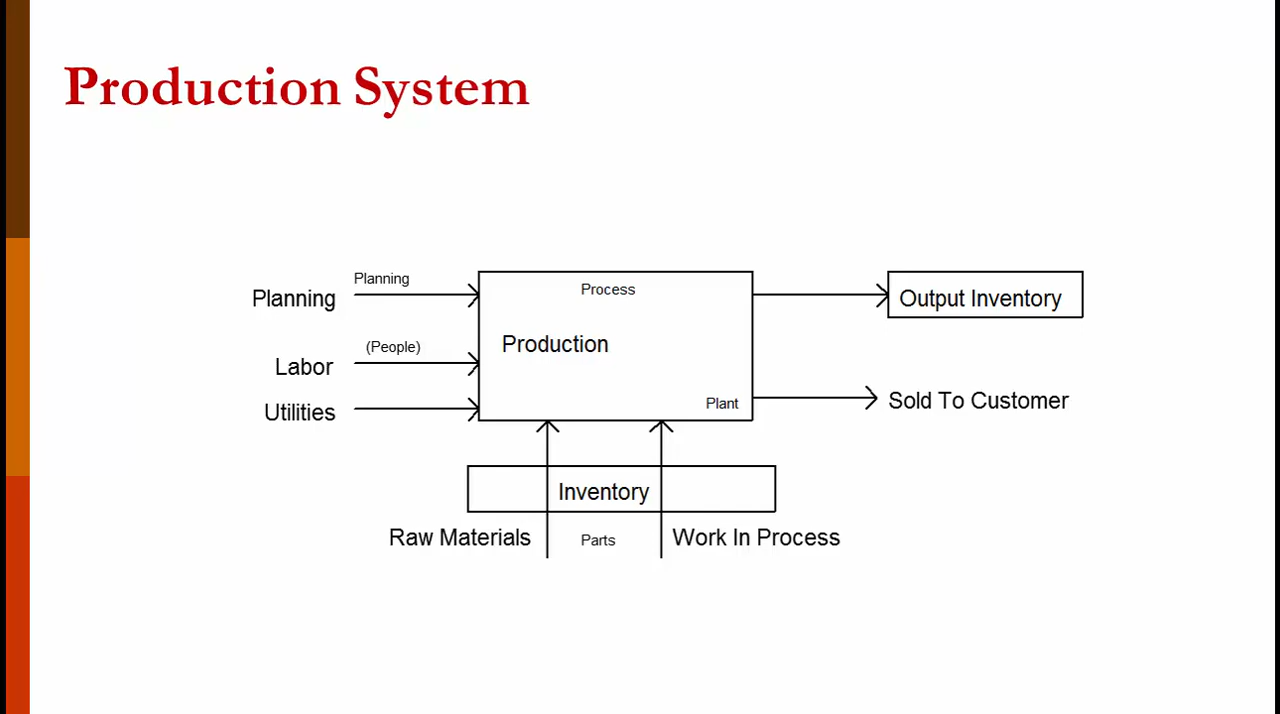 Production System
Planning
Planning
Process
Output Inventory
Production
Labor
(People)
Utilities
Plant
Sold To Customer
Inventory
Raw Materials
Parts
Work In Process